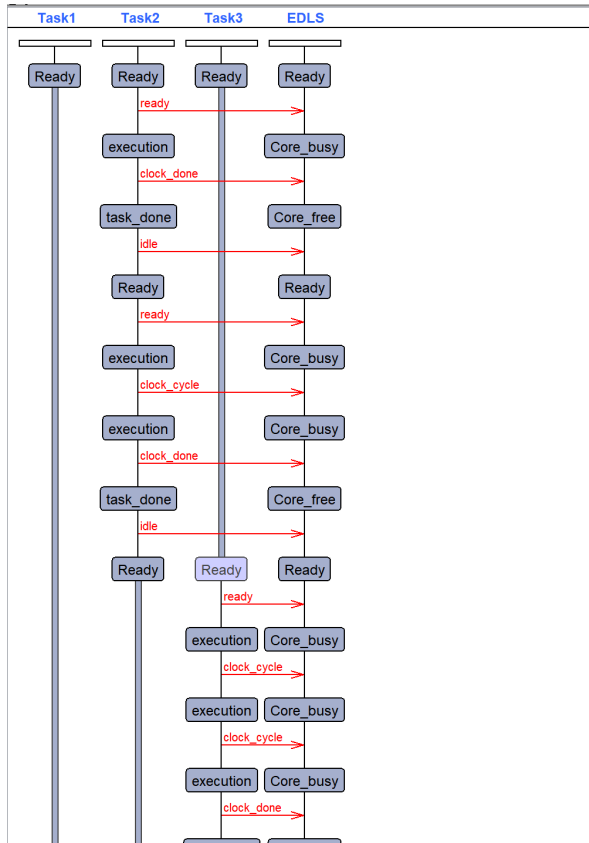 Task1 Task2 Task3 EDLS
Ready Ready Ready Ready
ready
execution Core_busy
clock_done
task_done Core_free
idle
Ready Ready
ready
execution Core_busy
clock_cycle
execution Core_busy
clock_done
task_done Core_free
idle
Ready Ready Ready
ready
execution Core_busy
clock_cycle
execution Core_busy
clock_cycle
execution Core_busy
clock_done